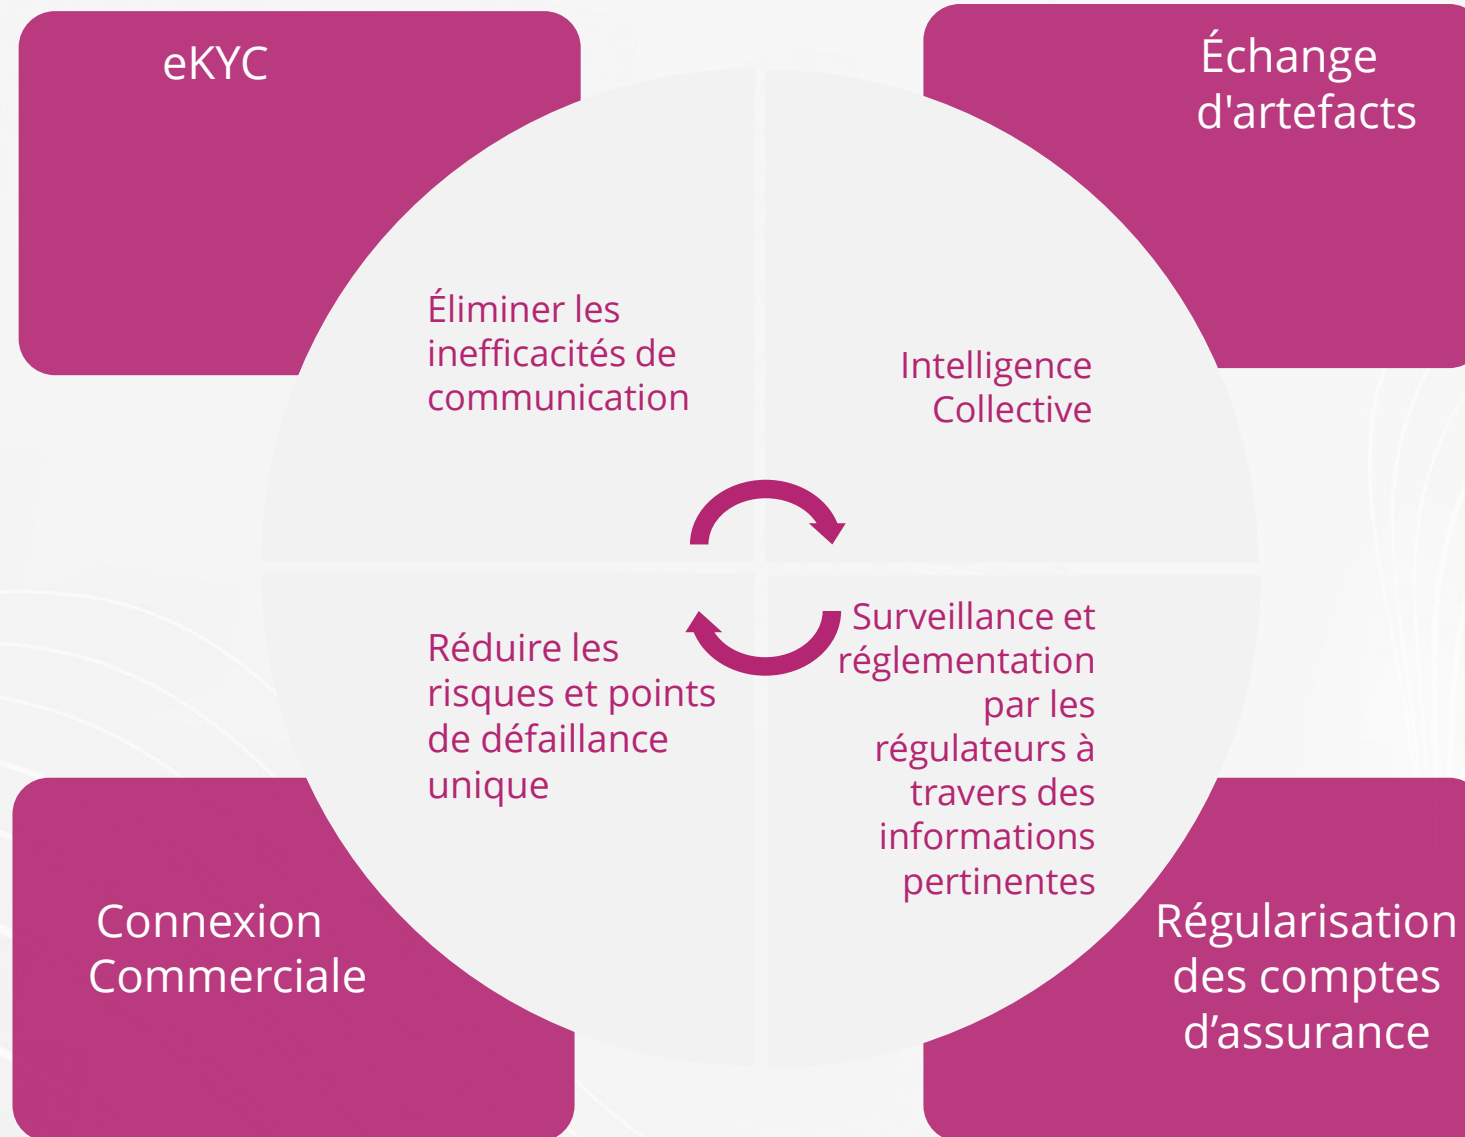 eKYC
Échange
d'artefacts
Éliminer les
inefficacités de
communication
Intelligence
Collective
Réduire les
risques et points
de défaillance
unique
Surveillance et
réglementation
par les
régulateurs à
travers des
informations
pertinentes
Connexion
Commerciale
Régularisation
des comptes
d’assurance